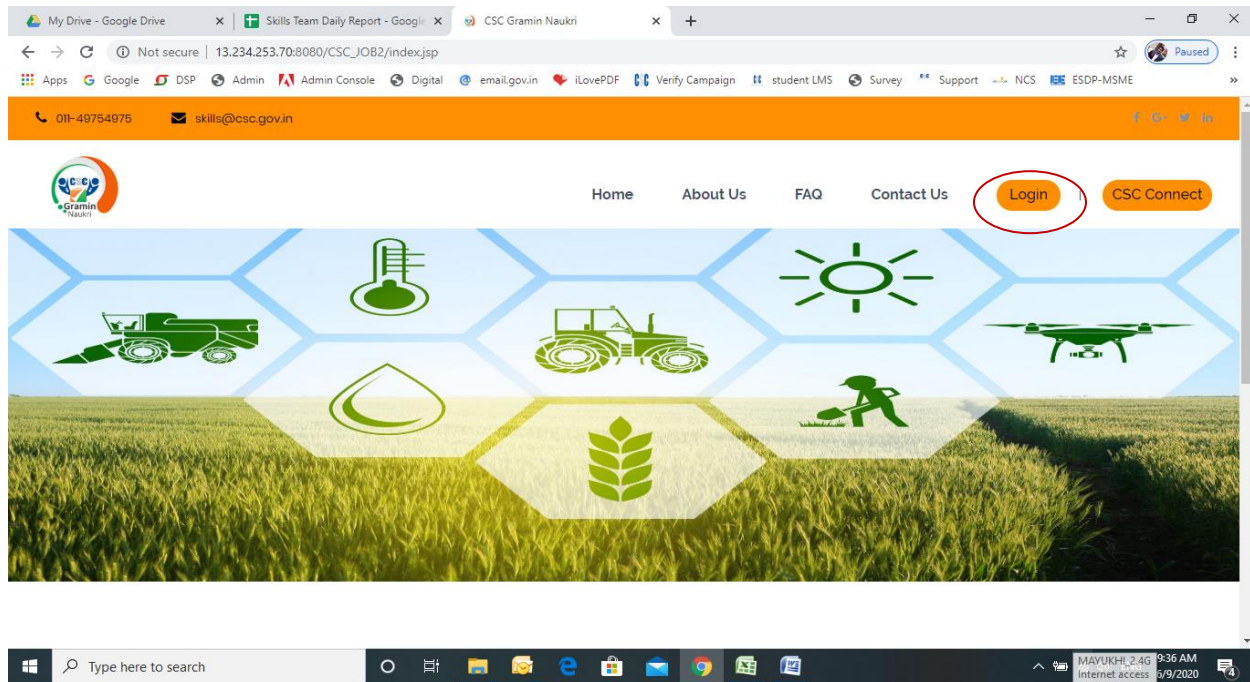 My Drive - Google Drive
Skills Team Daily Report - Google
CSC Gramin Naukri
Not secure | 13.234.253.70:8080/CSC_JOB2/index.jsp
Paused
Apps Google DSP Admin Admin Console Digital email.gov.in iLovePDF Verify Campaign student LMS Survey Support NCS ESDP-MSME »
011-49754975 skills@csc.gov.in
f G+ in
CSC
Gramin
Naukri
Home About Us FAQ Contact Us Login | CSC Connect
Type here to search
MAYUKHI_2.4G
Internet access
9:36 AM
6/9/2020
4